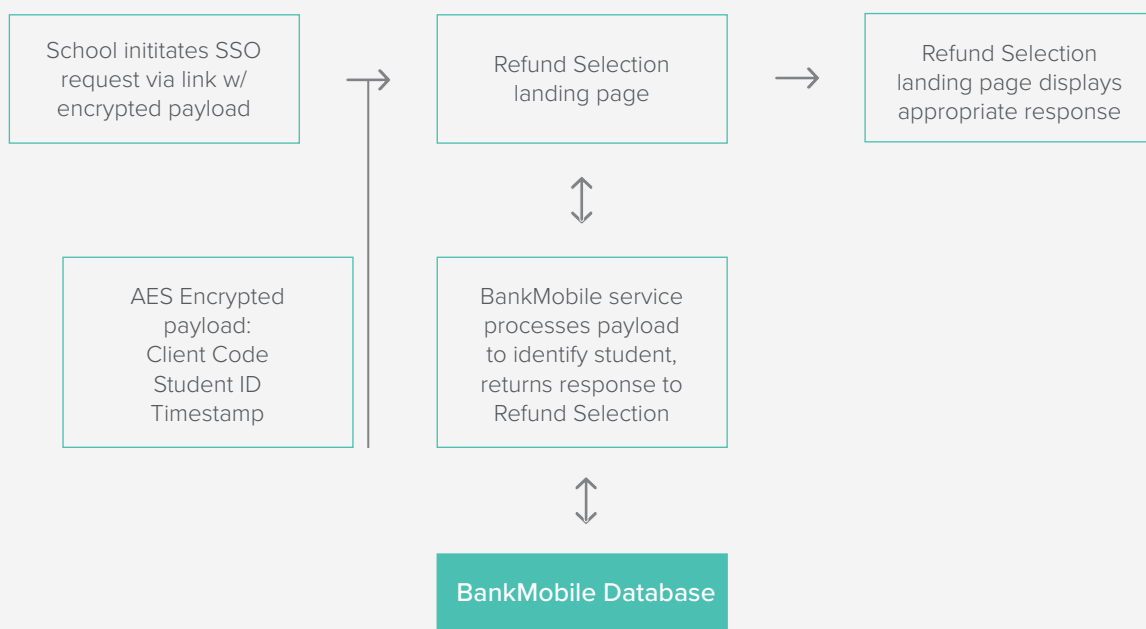 School inititates SSO
request via link w/
encrypted payload
Refund Selection
landing page
Refund Selection
landing page displays
appropriate response
AES Encrypted
payload:
Client Code
Student ID
Timestamp
BankMobile service
processes payload
to identify student,
returns response to
Refund Selection
BankMobile Database